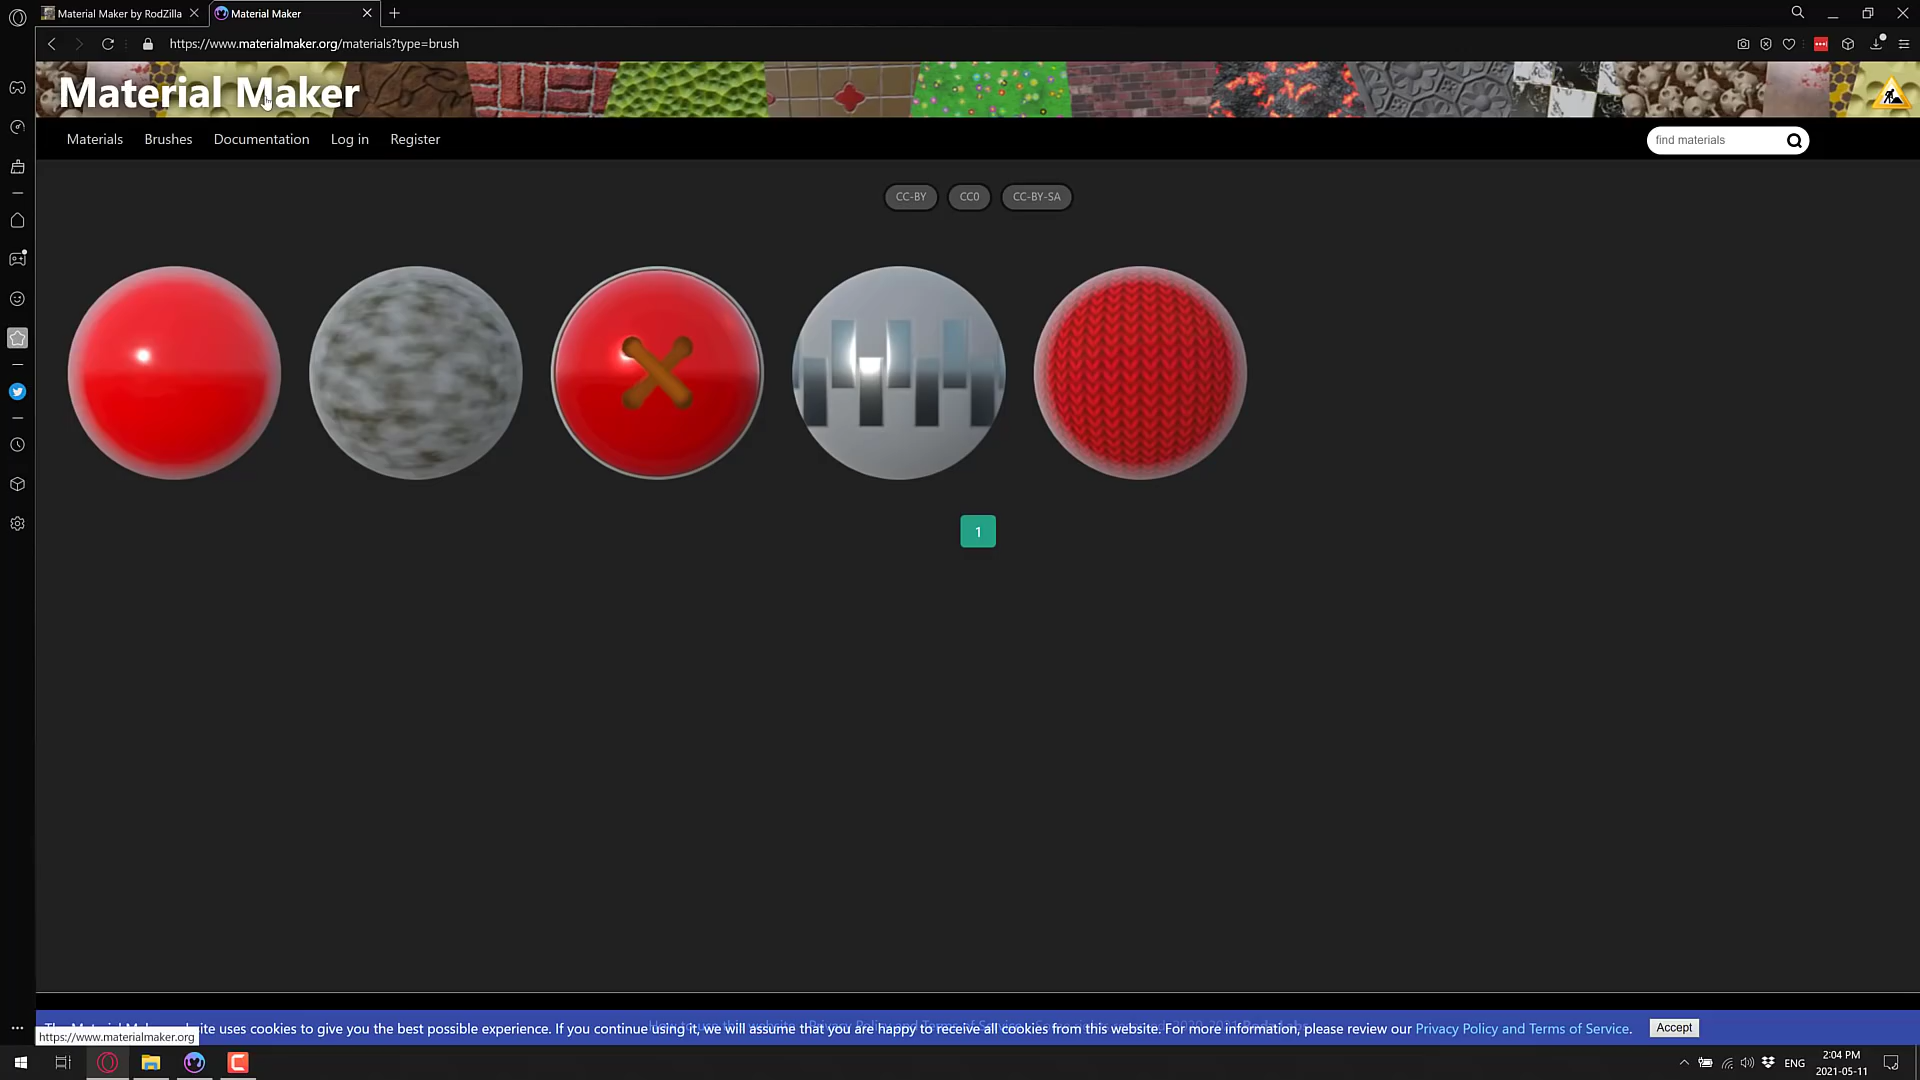 Material Maker by RodZilla
Material Maker
https://www.materialmaker.org/materials?type=brush
Material Maker
Materials
Brushes
Documentation
Log in
Register
find materials
CC-BY
CC0
CC-BY-SA
1
site uses cookies to give you the best possible experience. If you continue using it, we will assume that you are happy to receive all cookies from this website. For more information, please review our Privacy Policy and Terms of Service.
Accept
https://www.materialmaker.org
ENG
2:04 PM
2021-05-11